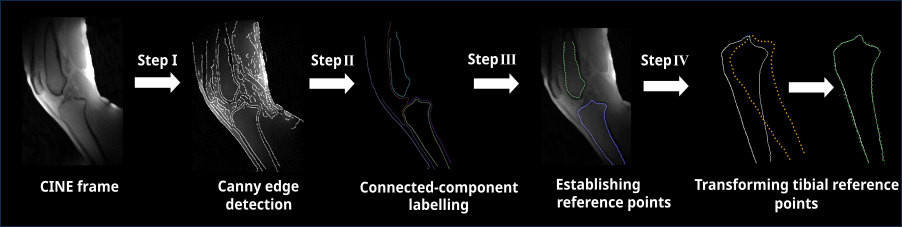 Step I
Step II
Step III
Step IV
CINE frame
Canny edge
detection
Connected-component
labelling
Establishing
reference points
Transforming tibial reference
points